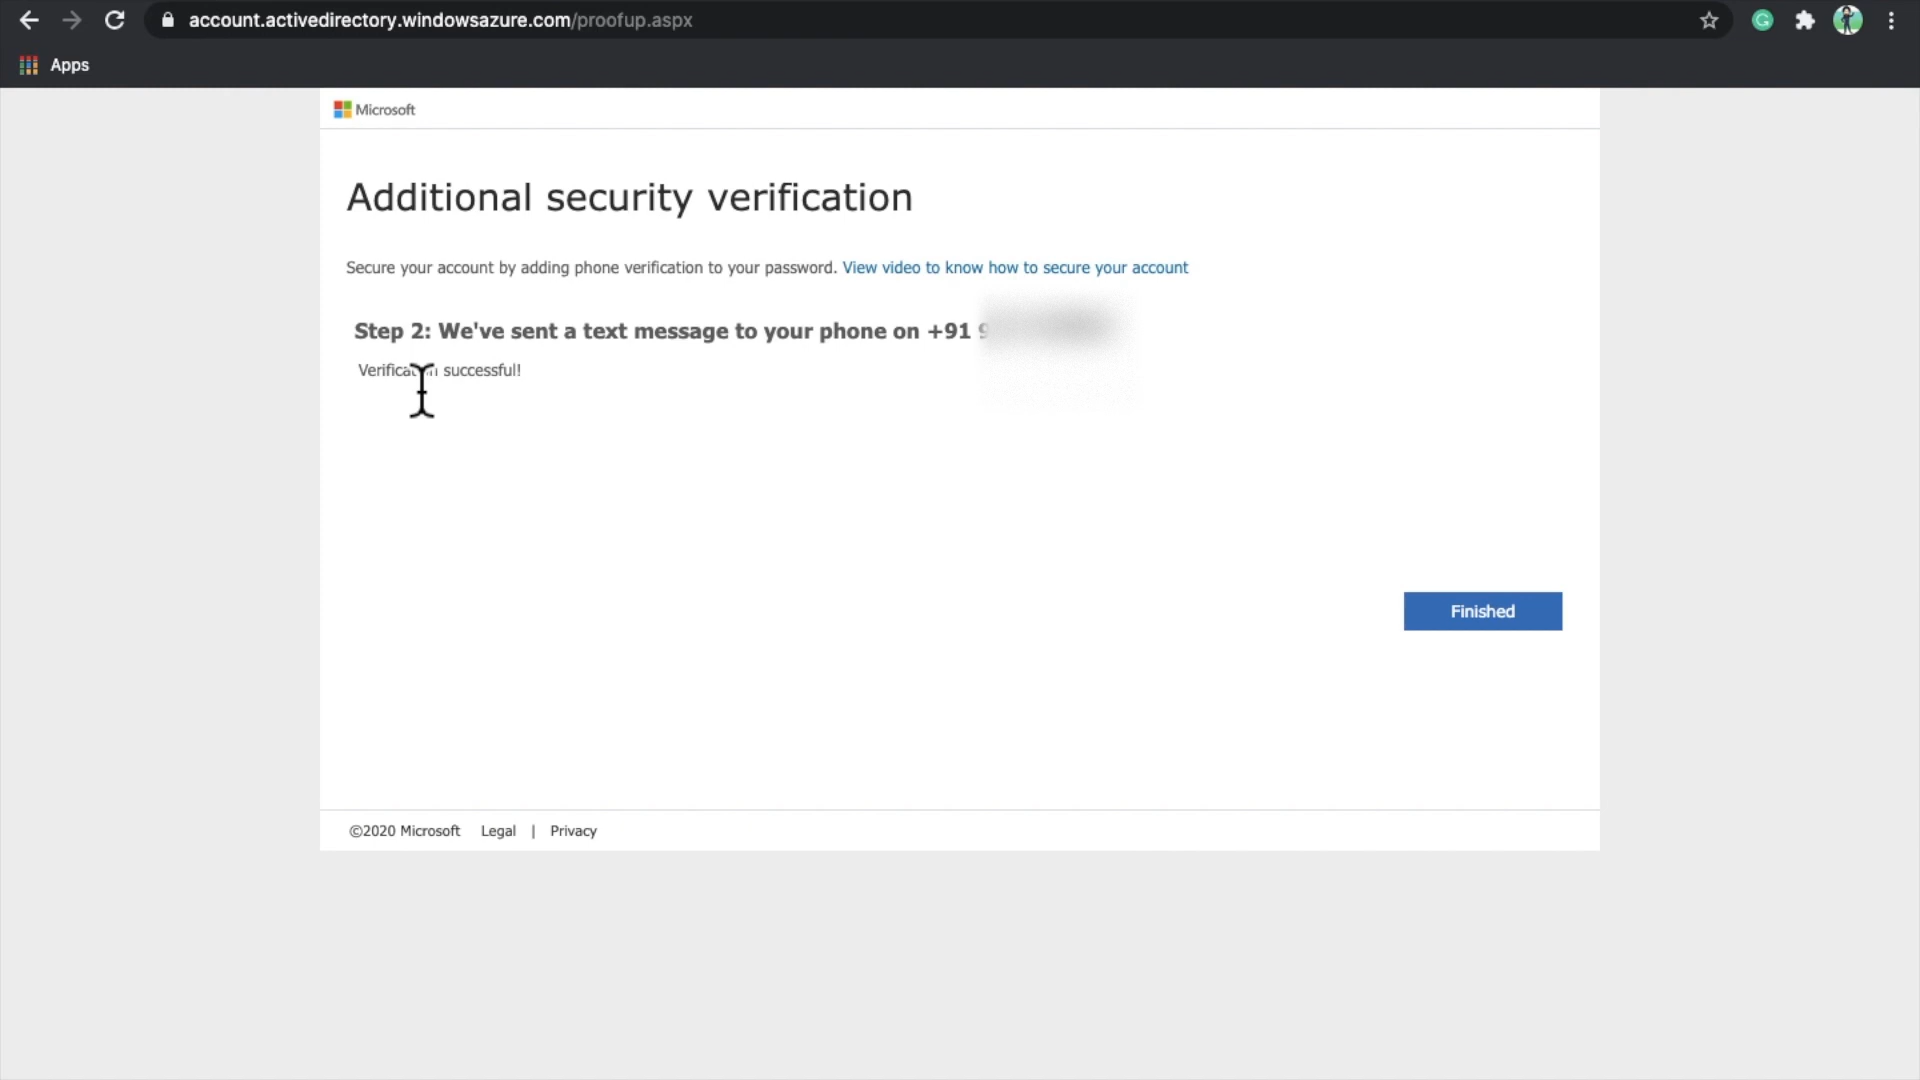 account.activedirectory.windowsazure.com/proofup.aspx
Apps
Microsoft
Additional security verification
Secure your account by adding phone verification to your password. View video to know how to secure your account
Step 2: We've sent a text message to your phone on +91
Verification successful!
Finished
©2020 Microsoft Legal | Privacy